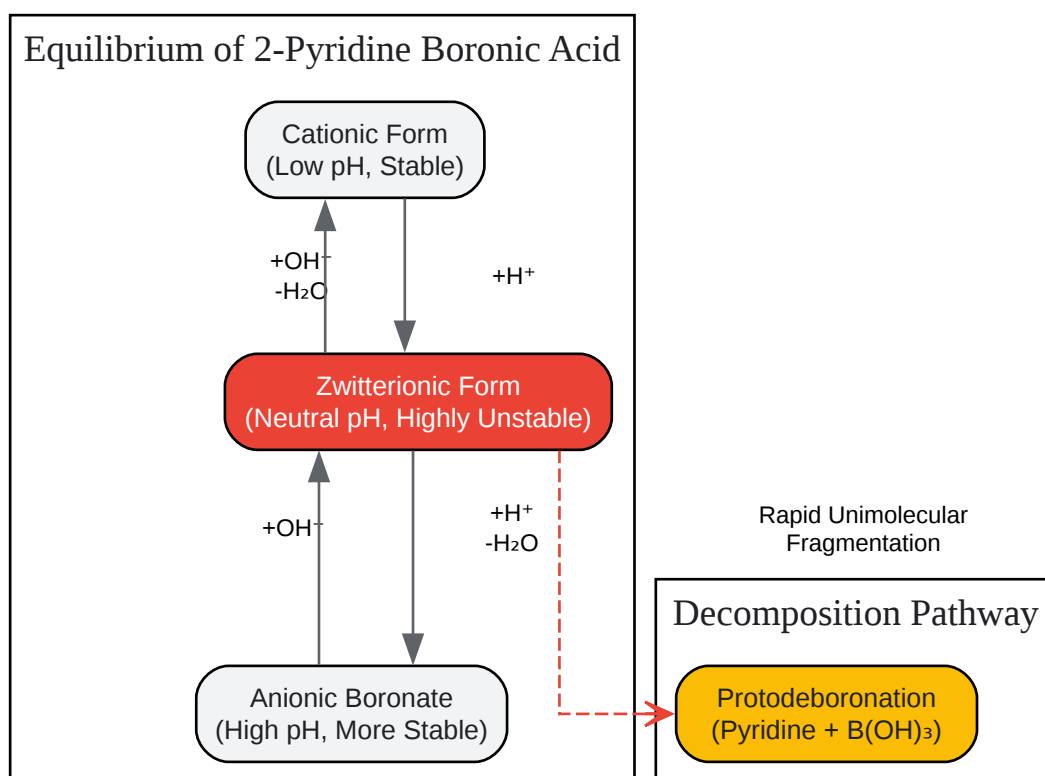 Equilibrium of 2-Pyridine Boronic Acid
Cationic Form
(Low pH, Stable)
+OH⁻
-H₂O
+H⁺
Zwitterionic Form
(Neutral pH, Highly Unstable)
+OH⁻
+H⁺
-H₂O
Rapid Unimolecular
Fragmentation
Decomposition Pathway
Anionic Boronate
(High pH, More Stable)
Protodeboronation
(Pyridine + B(OH)₃)